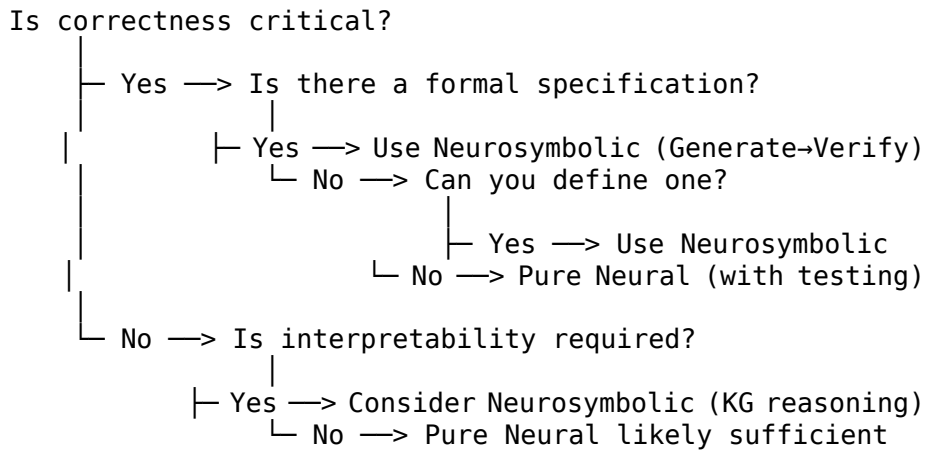 Is correctness critical?
│
├─ Yes ──> Is there a formal specification?
│ │
│ ├─ Yes ──> Use Neurosymbolic (Generate→Verify)
│ └─ No ──> Can you define one?
│ │
│ ├─ Yes ──> Use Neurosymbolic
│ └─ No ──> Pure Neural (with testing)
│
└─ No ──> Is interpretability required?
│
├─ Yes ──> Consider Neurosymbolic (KG reasoning)
└─ No ──> Pure Neural likely sufficient